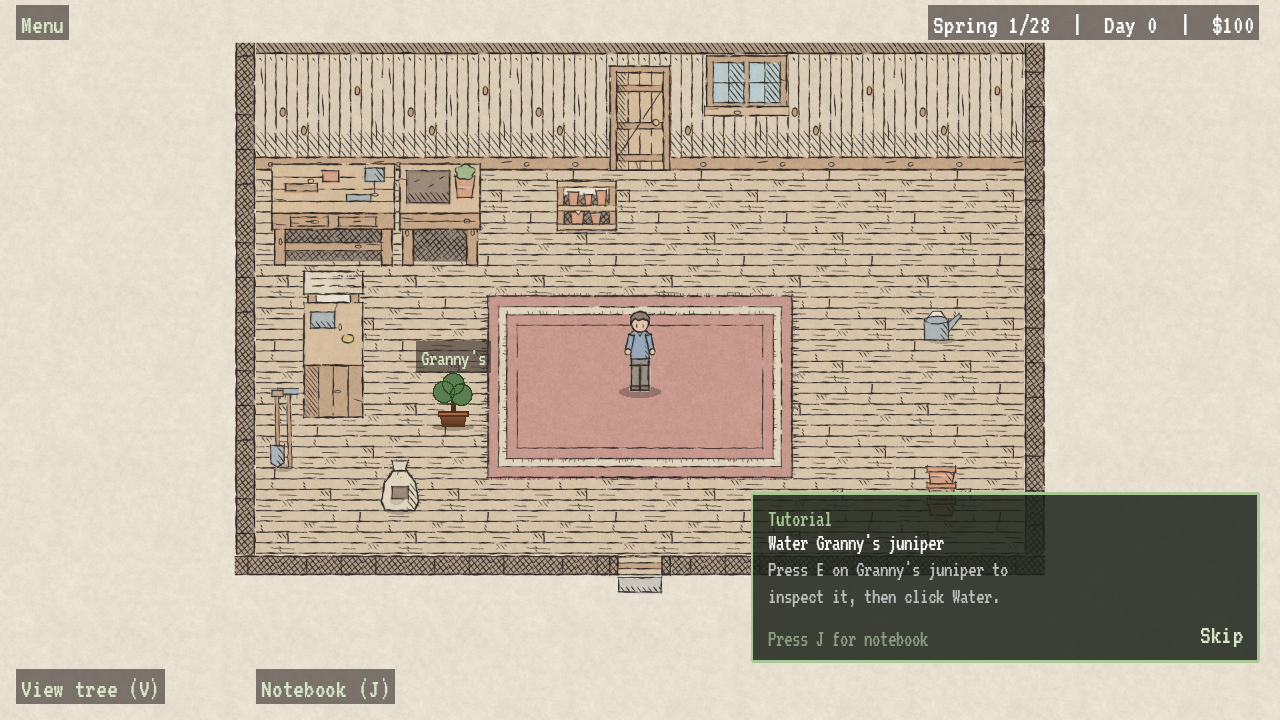 Menu
Spring 1/28 | Day 0 | $100
Granny's
Tutorial
Water Granny's juniper
Press E on Granny's juniper to
inspect it, then click Water.
Press J for notebook
Skip
View tree (V)
Notebook (J)